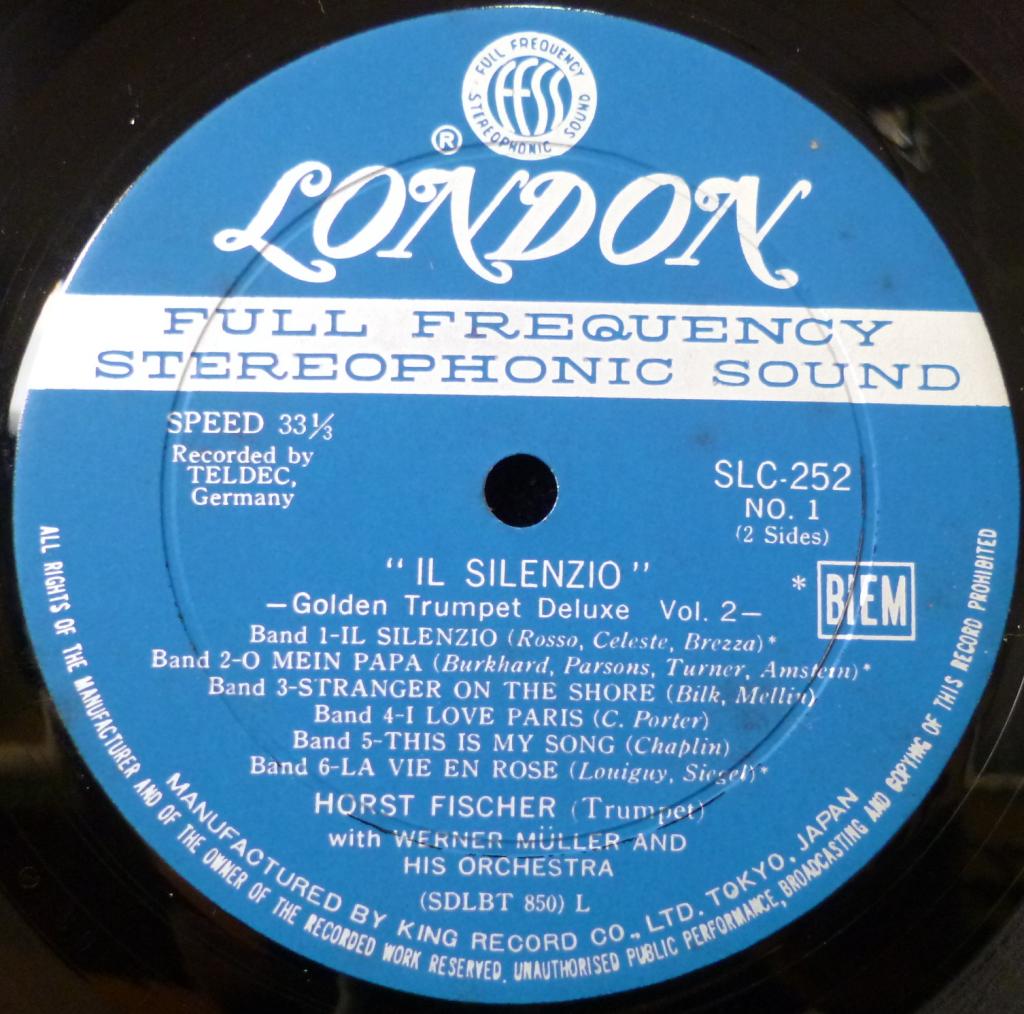 FULL FREQUENCY
STEREOPHONIC SOUND
FFSS
®
LONDON
FULL FREQUENCY
STEREOPHONIC SOUND
SPEED 33⅓
Recorded by
TELDEC,
Germany
SLC-252
NO. 1
(2 Sides)
* BIEM
"IL SILENZIO"
—Golden Trumpet Deluxe Vol. 2—
Band 1-IL SILENZIO (Rosso, Celeste, Brezza)*
Band 2-O MEIN PAPA (Burkhard, Parsons, Turner, Amstein)*
Band 3-STRANGER ON THE SHORE (Bilk, Mellin)
Band 4-I LOVE PARIS (C. Porter)
Band 5-THIS IS MY SONG (Chaplin)
Band 6-LA VIE EN ROSE (Louiguy, Siegel)*
HORST FISCHER (Trumpet)
with WERNER MÜLLER AND
HIS ORCHESTRA
(SDLBT 850) L
MANUFACTURED BY KING RECORD CO., LTD. TOKYO, JAPAN
ALL RIGHTS OF THE MANUFACTURER AND OF THE OWNER OF THE RECORDED WORK RESERVED. UNAUTHORISED PUBLIC PERFORMANCE, BROADCASTING AND COPYING OF THIS RECORD PROHIBITED